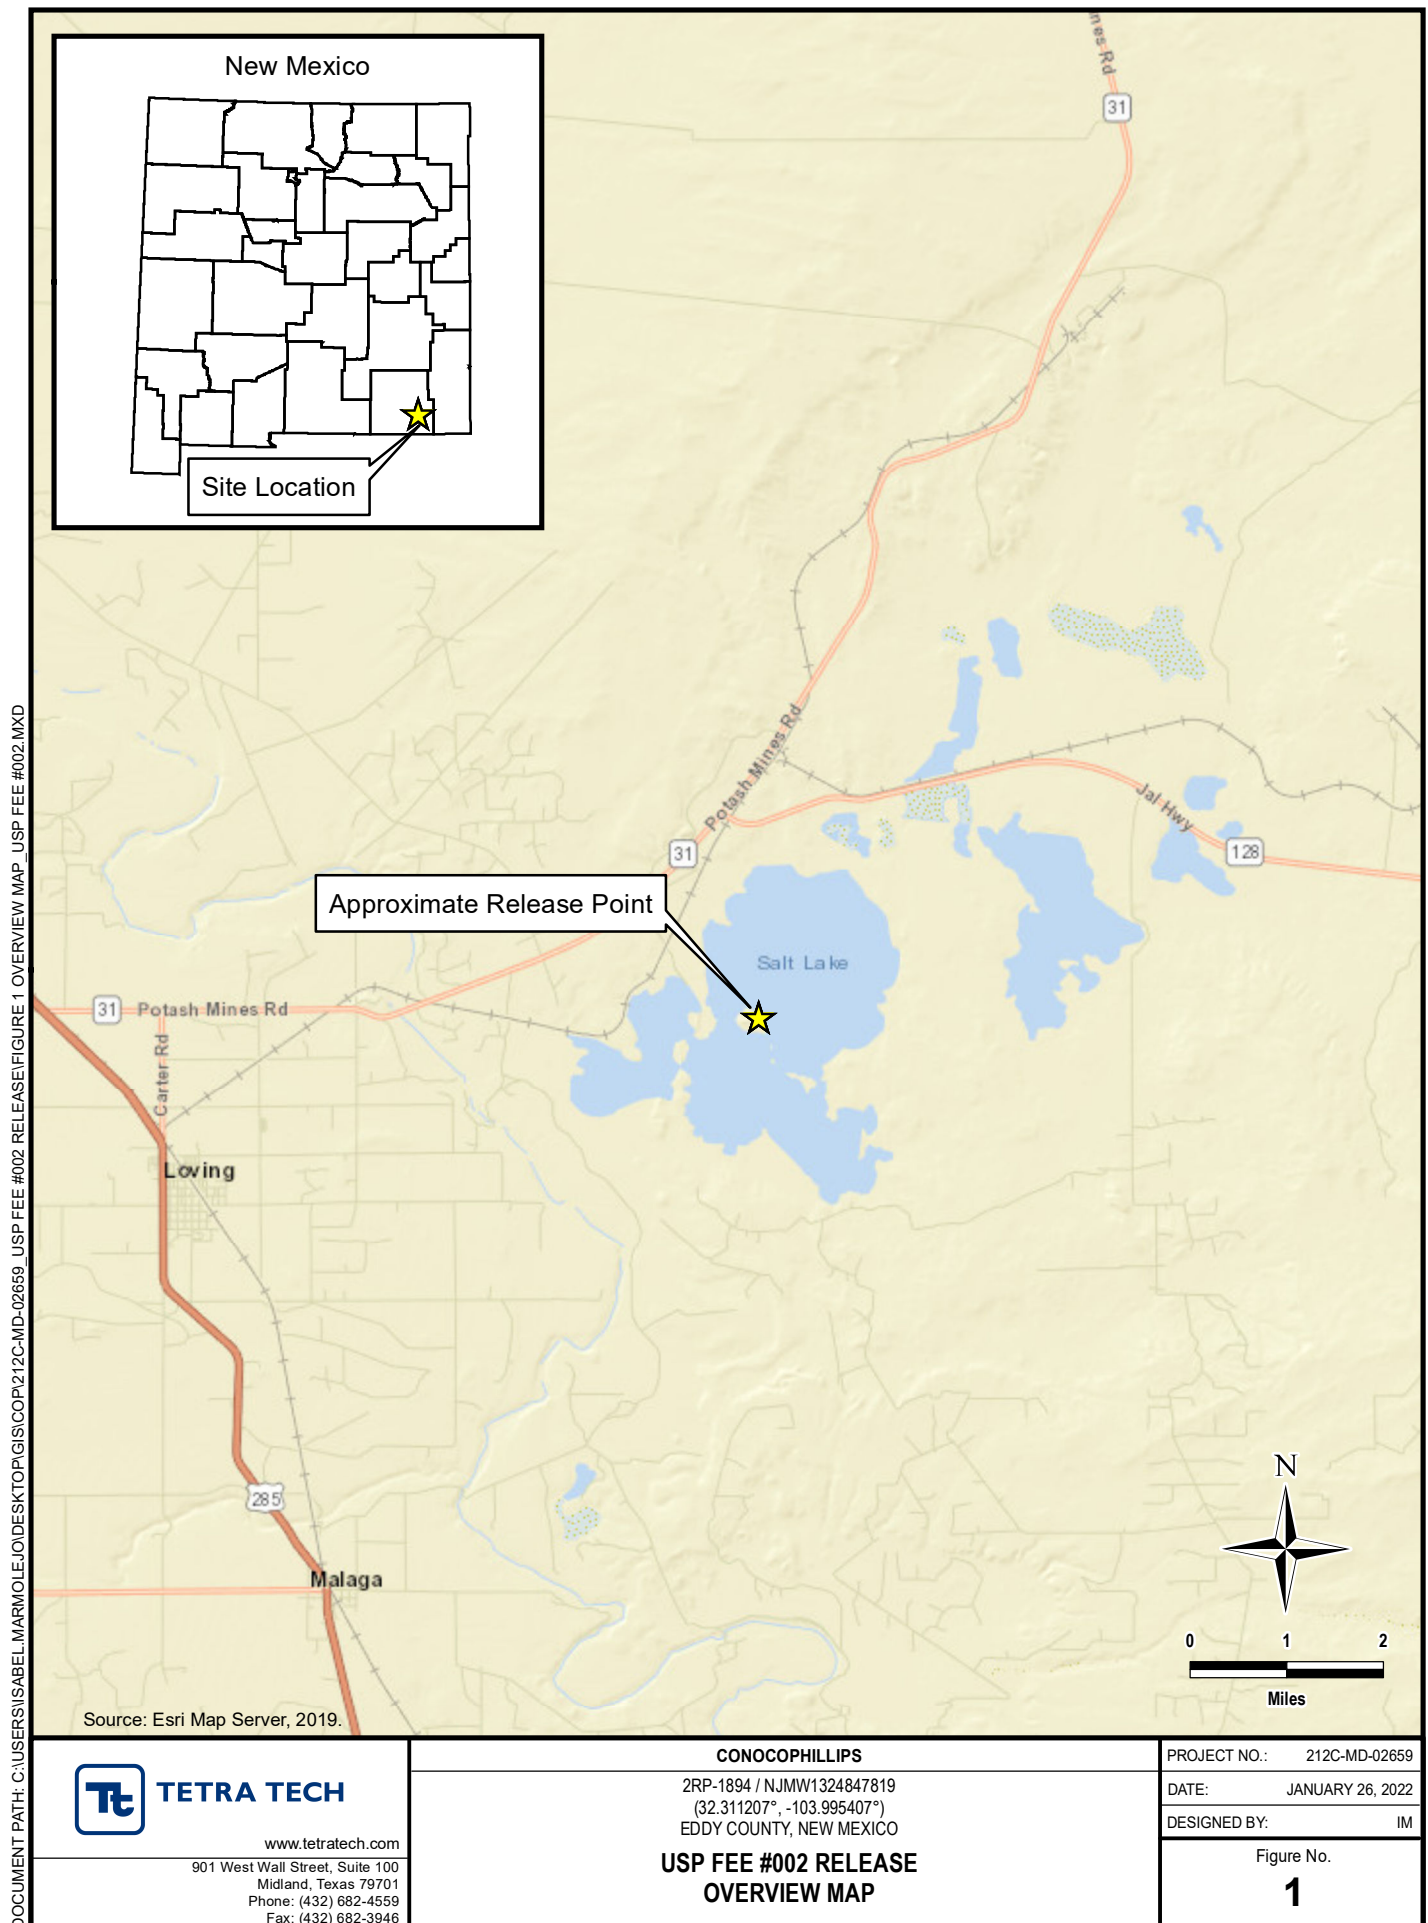 New Mexico
Site Location
nes Rd
31
Potash Mines Rd
Jal Hwy
128
31
Approximate Release Point
Salt Lake
31
Potash Mines Rd
Carter Rd
Loving
285
Malaga
N
0 1 2
Miles
Source: Esri Map Server, 2019.
DOCUMENT PATH: C:\USERS\ISABEL.MARMOLEJO\DESKTOP\GIS\COP\212C-MD-02659_USP FEE #002 RELEASE\FIGURE 1 OVERVIEW MAP_USP FEE #002.MXD
Tt TETRA TECH
www.tetratech.com
901 West Wall Street, Suite 100
Midland, Texas 79701
Phone: (432) 682-4559
Fax: (432) 682-3946
CONOCOPHILLIPS
2RP-1894 / NJMW1324847819
(32.311207°, -103.995407°)
EDDY COUNTY, NEW MEXICO
USP FEE #002 RELEASE
OVERVIEW MAP
PROJECT NO.: 212C-MD-02659
DATE: JANUARY 26, 2022
DESIGNED BY: IM
Figure No.
1